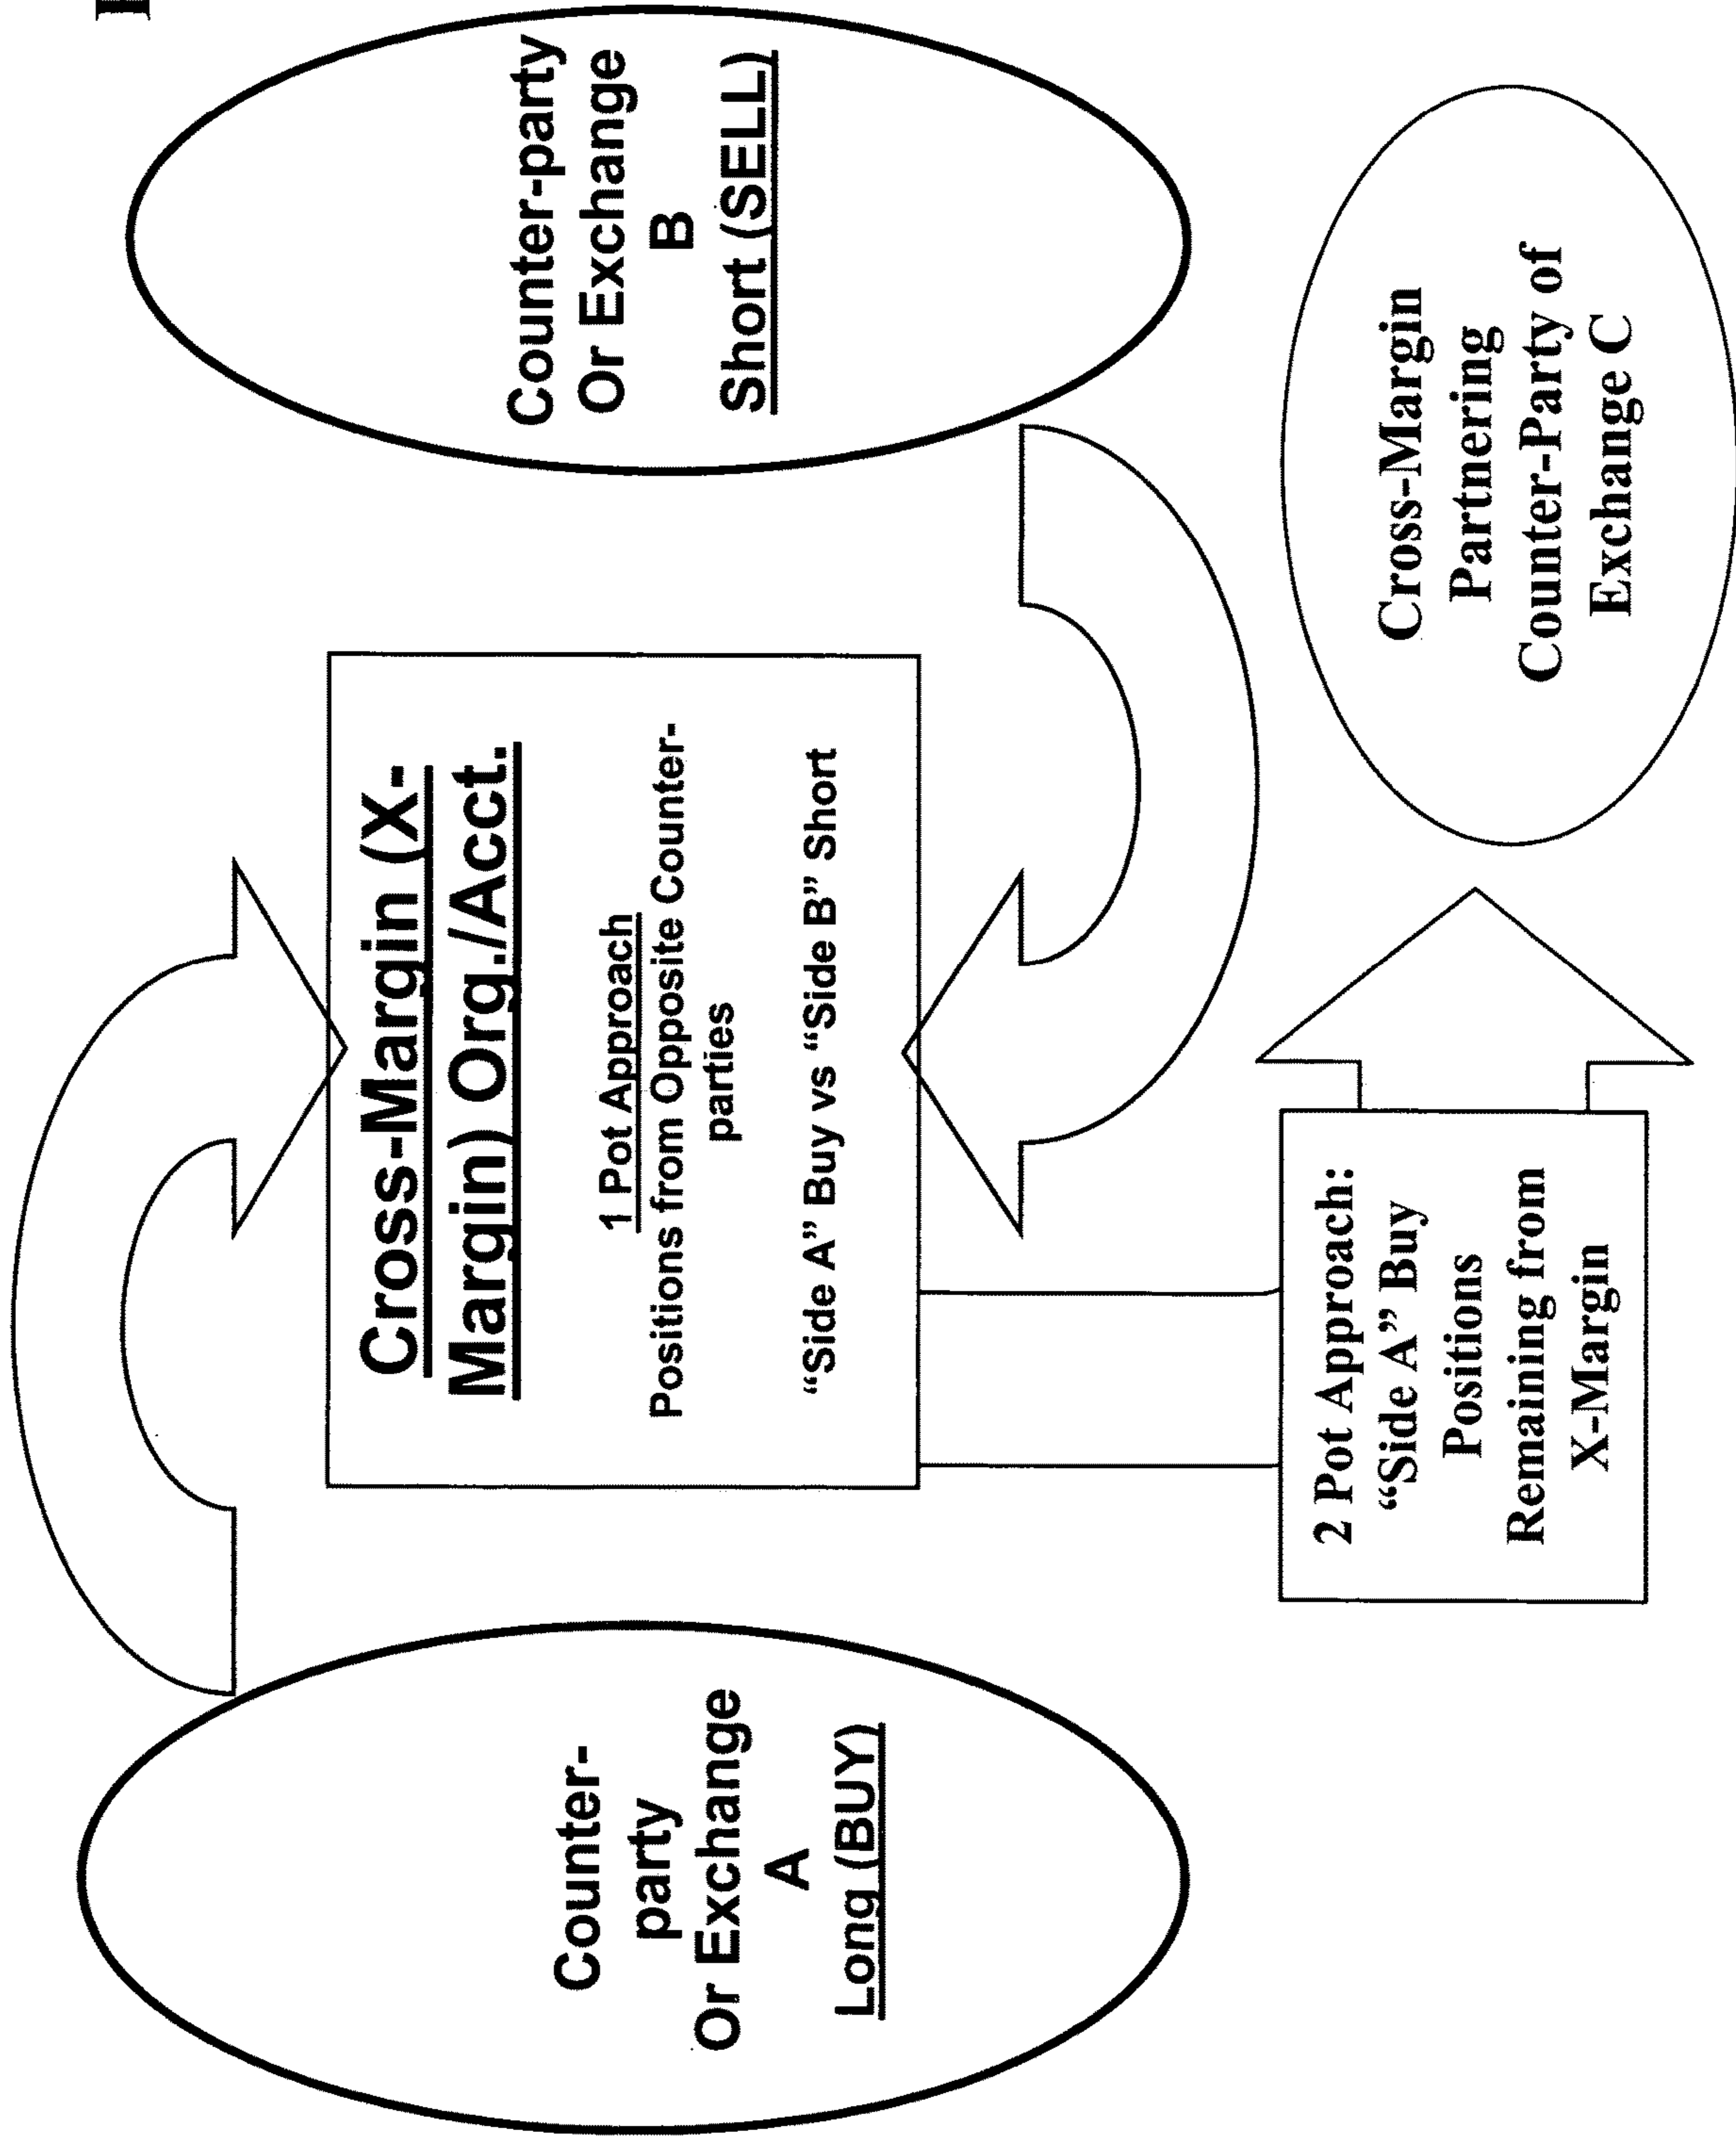 Counter-
party
Or Exchange
A
Long (BUY)
Cross-Margin (X-
Margin) Org./Acct.
1 Pot Approach
Positions from Opposite Counter-
parties
“Side A” Buy vs “Side B” Short
Counter-party
Or Exchange
B
Short (SELL)
2 Pot Approach:
“Side A” Buy
Positions
Remaining from
X-Margin
Cross-Margin
Partnering
Counter-Party of
Exchange C